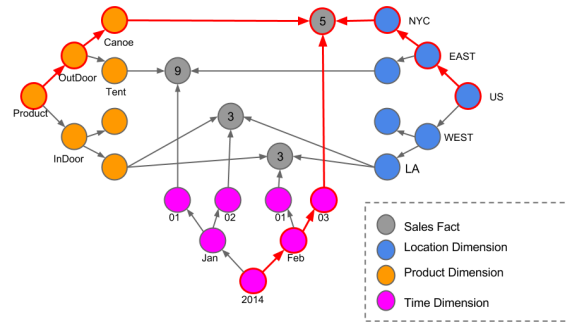 5
NYC
Canoe
EAST
OutDoor
9
Tent
Product
US
3
WEST
InDoor
3
LA
01
02
01
03
Jan
Feb
2014
Sales Fact
Location Dimension
Product Dimension
Time Dimension